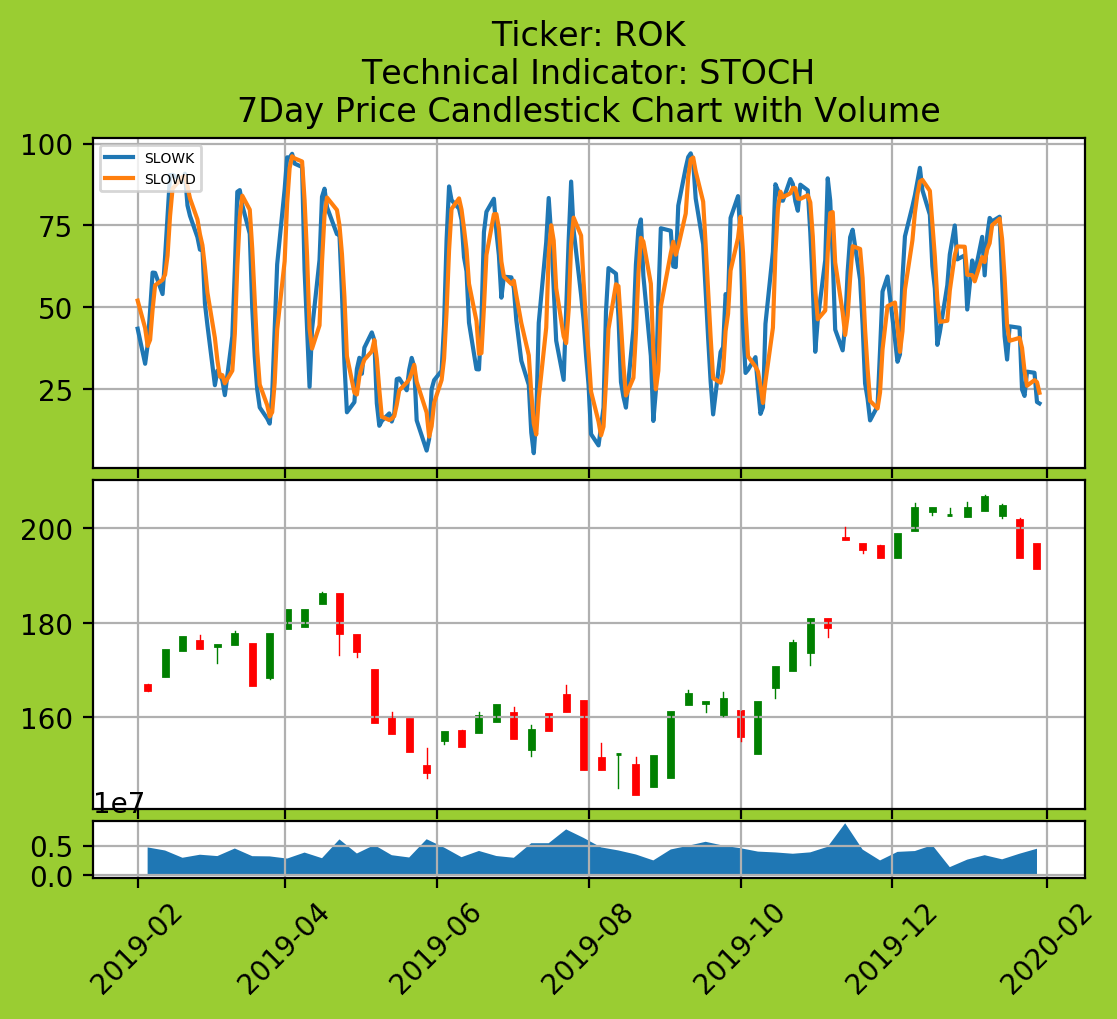 Ticker: ROK
Technical Indicator: STOCH
7Day Price Candlestick Chart with Volume
100
75
50
25
SLOWK
SLOWD
200
180
160
1e7
0.5
0.0
2019-02
2019-04
2019-06
2019-08
2019-10
2019-12
2020-02